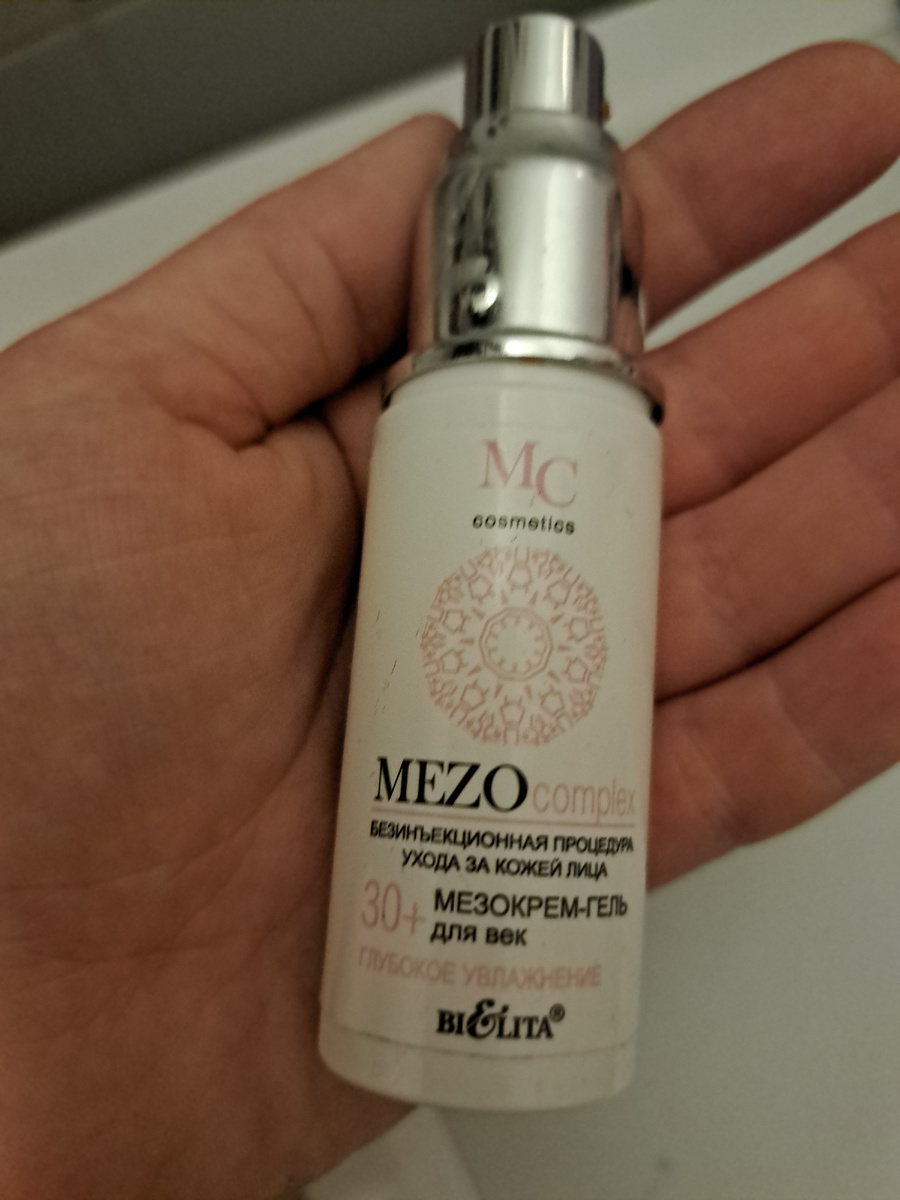 MC
cosmetics
MEZOcomplex
БЕЗИНЪЕКЦИОННАЯ ПРОЦЕДУРА
УХОДА ЗА КОЖЕЙ ЛИЦА
30+ МЕЗОКРЕМ-ГЕЛЬ
для век
ГЛУБОКОЕ УВЛАЖНЕНИЕ
BIELITA®